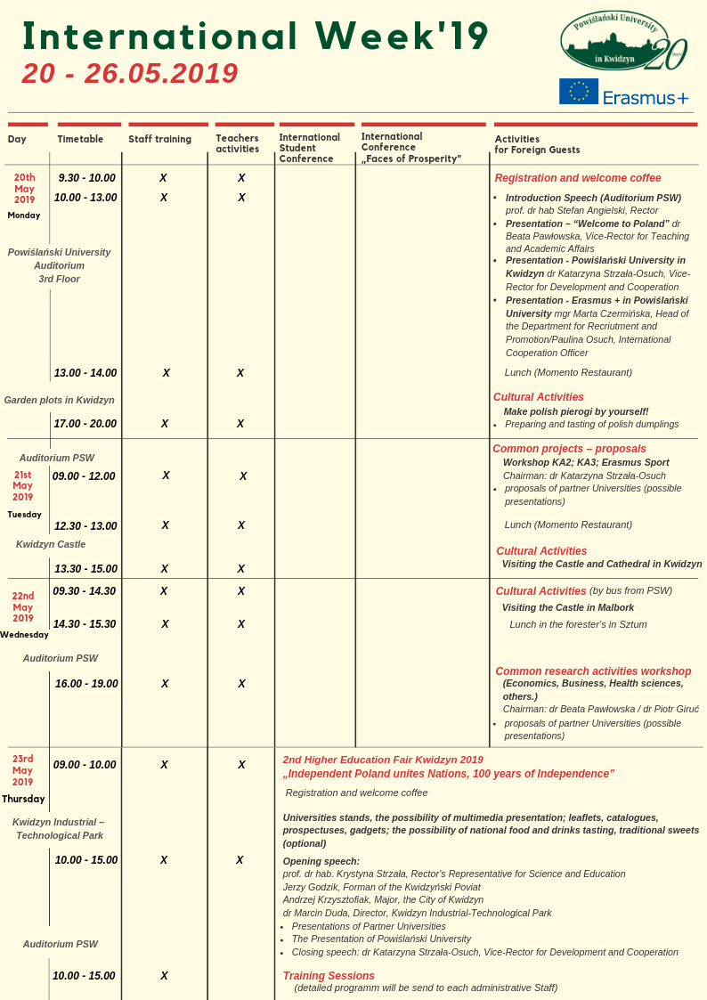 International Week'19
20 - 26.05.2019
Powiślański University
in Kwidzyn
20
years
Erasmus+
Day
Timetable
Staff training
Teachers
activities
International
Student
Conference
International
Conference
„Faces of Prosperity”
Activities
for Foreign Guests
20th
May
2019
Monday
9.30 - 10.00 X X Registration and welcome coffee
10.00 - 13.00 X X
• Introduction Speech (Auditorium PSW)
prof. dr hab Stefan Angielski, Rector
• Presentation – “Welcome to Poland” dr
Beata Pawłowska, Vice-Rector for Teaching
and Academic Affairs
• Presentation - Powiślański University in
Kwidzyn dr Katarzyna Strzała-Osuch, Vice-
Rector for Development and Cooperation
• Presentation - Erasmus + in Powiślański
University mgr Marta Czermińska, Head of
the Department for Recriutment and
Promotion/Paulina Osuch, International
Cooperation Officer
Powiślański University
Auditorium
3rd Floor
13.00 - 14.00 X X Lunch (Momento Restaurant)
Garden plots in Kwidzyn
Cultural Activities
Make polish pierogi by yourself!
17.00 - 20.00 X X • Preparing and tasting of polish dumplings
Auditorium PSW
Common projects – proposals
Workshop KA2; KA3; Erasmus Sport
21st
May
2019
Tuesday
09.00 - 12.00 X X Chairman: dr Katarzyna Strzała-Osuch
• proposals of partner Universities (possible
presentations)
12.30 - 13.00 X X Lunch (Momento Restaurant)
Kwidzyn Castle
Cultural Activities
13.30 - 15.00 X X Visiting the Castle and Cathedral in Kwidzyn
22nd
May
2019
Wednesday
09.30 - 14.30 X X Cultural Activities (by bus from PSW)
Visiting the Castle in Malbork
14.30 - 15.30 X X Lunch in the forester's in Sztum
Auditorium PSW
Common research activities workshop
16.00 - 19.00 X X (Economics, Business, Health sciences,
others.)
Chairman: dr Beata Pawłowska / dr Piotr Giruć
• proposals of partner Universities (possible
presentations)
23rd
May
2019
Thursday
09.00 - 10.00 X X 2nd Higher Education Fair Kwidzyn 2019
„Independent Poland unites Nations, 100 years of Independence”
Registration and welcome coffee
Kwidzyn Industrial –
Technological Park
Universities stands, the possibility of multimedia presentation; leaflets, catalogues,
prospectuses, gadgets; the possibility of national food and drinks tasting, traditional sweets
(optional)
10.00 - 15.00 X X Opening speech:
prof. dr hab. Krystyna Strzała, Rector's Representative for Science and Education
Jerzy Godzik, Forman of the Kwidzyński Poviat
Andrzej Krzysztofiak, Major, the City of Kwidzyn
dr Marcin Duda, Director, Kwidzyn Industrial-Technological Park
• Presentations of Partner Universities
• The Presentation of Powiślański University
• Closing speech: dr Katarzyna Strzała-Osuch, Vice-Rector for Development and Cooperation
Auditorium PSW
10.00 - 15.00 X Training Sessions
(detailed programm will be send to each administrative Staff)